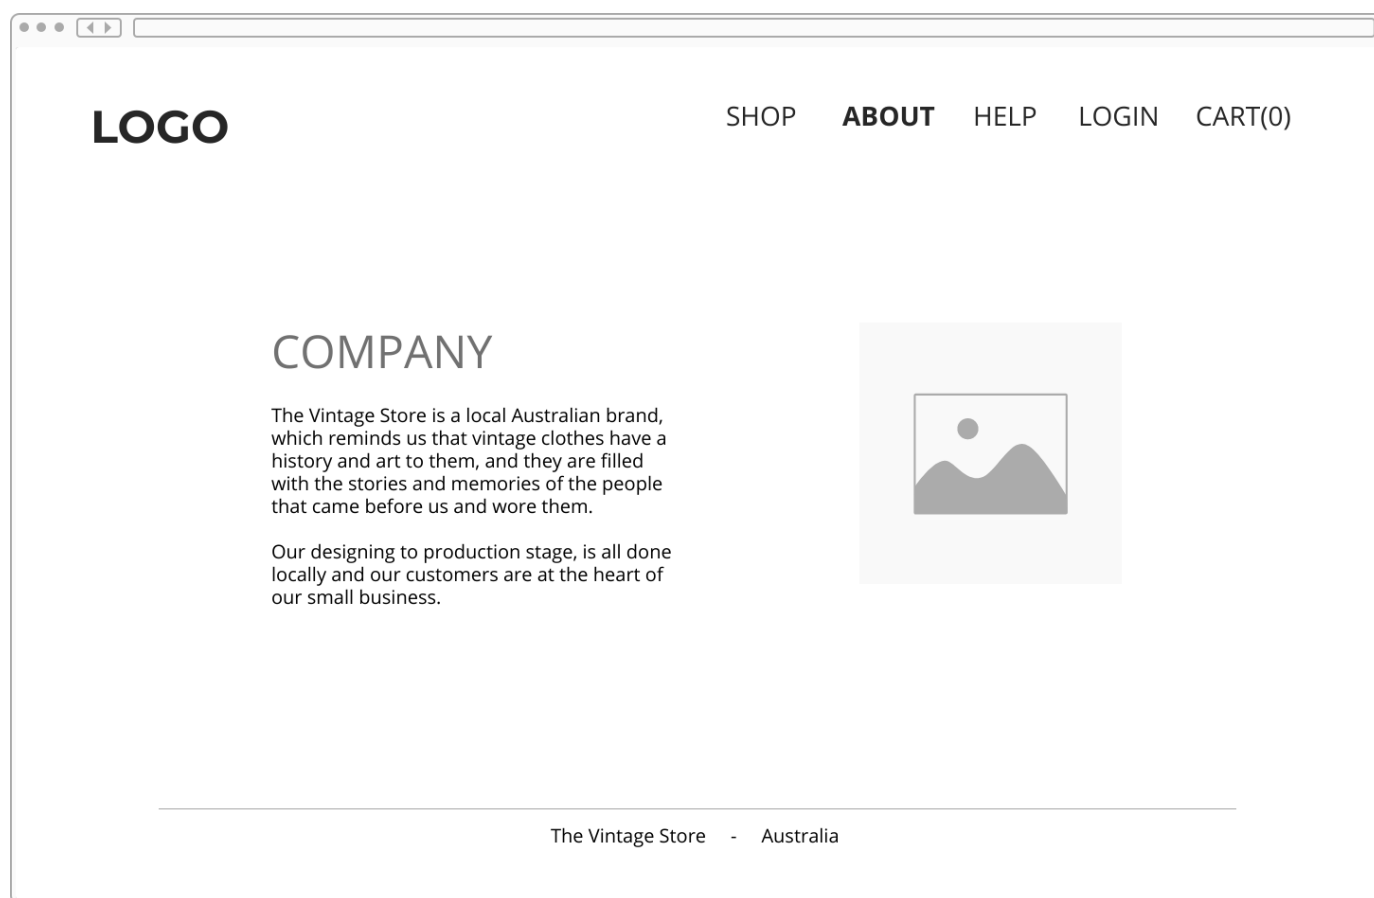 LOGO
SHOP ABOUT HELP LOGIN CART(0)
COMPANY
The Vintage Store is a local Australian brand,
which reminds us that vintage clothes have a
history and art to them, and they are filled
with the stories and memories of the people
that came before us and wore them.
Our designing to production stage, is all done
locally and our customers are at the heart of
our small business.
The Vintage Store - Australia